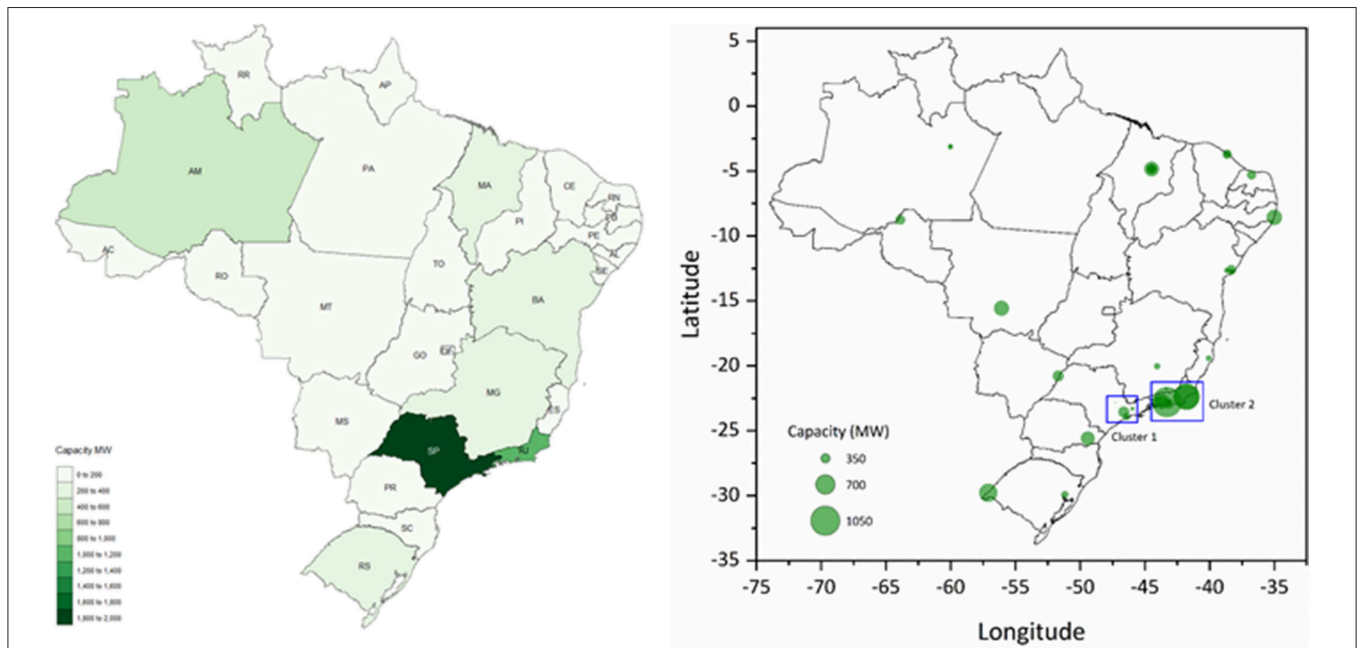 RR
AP
AM
PA
MA
CE
RN
PB
PI
PE
AL
SE
AC
TO
RO
BA
MT
GO
MG
ES
MS
SP
RJ
PR
SC
RS
Capacity MW
0 to 200
200 to 400
400 to 600
600 to 800
800 to 1,000
1,000 to 1,200
1,200 to 1,400
1,400 to 1,600
1,600 to 1,800
1,800 to 2,000
5
0
-5
-10
-15
-20
-25
-30
-35
Latitude
Cluster 2
Cluster 1
Capacity (MW)
350
700
1050
-75 -70 -65 -60 -55 -50 -45 -40 -35
Longitude